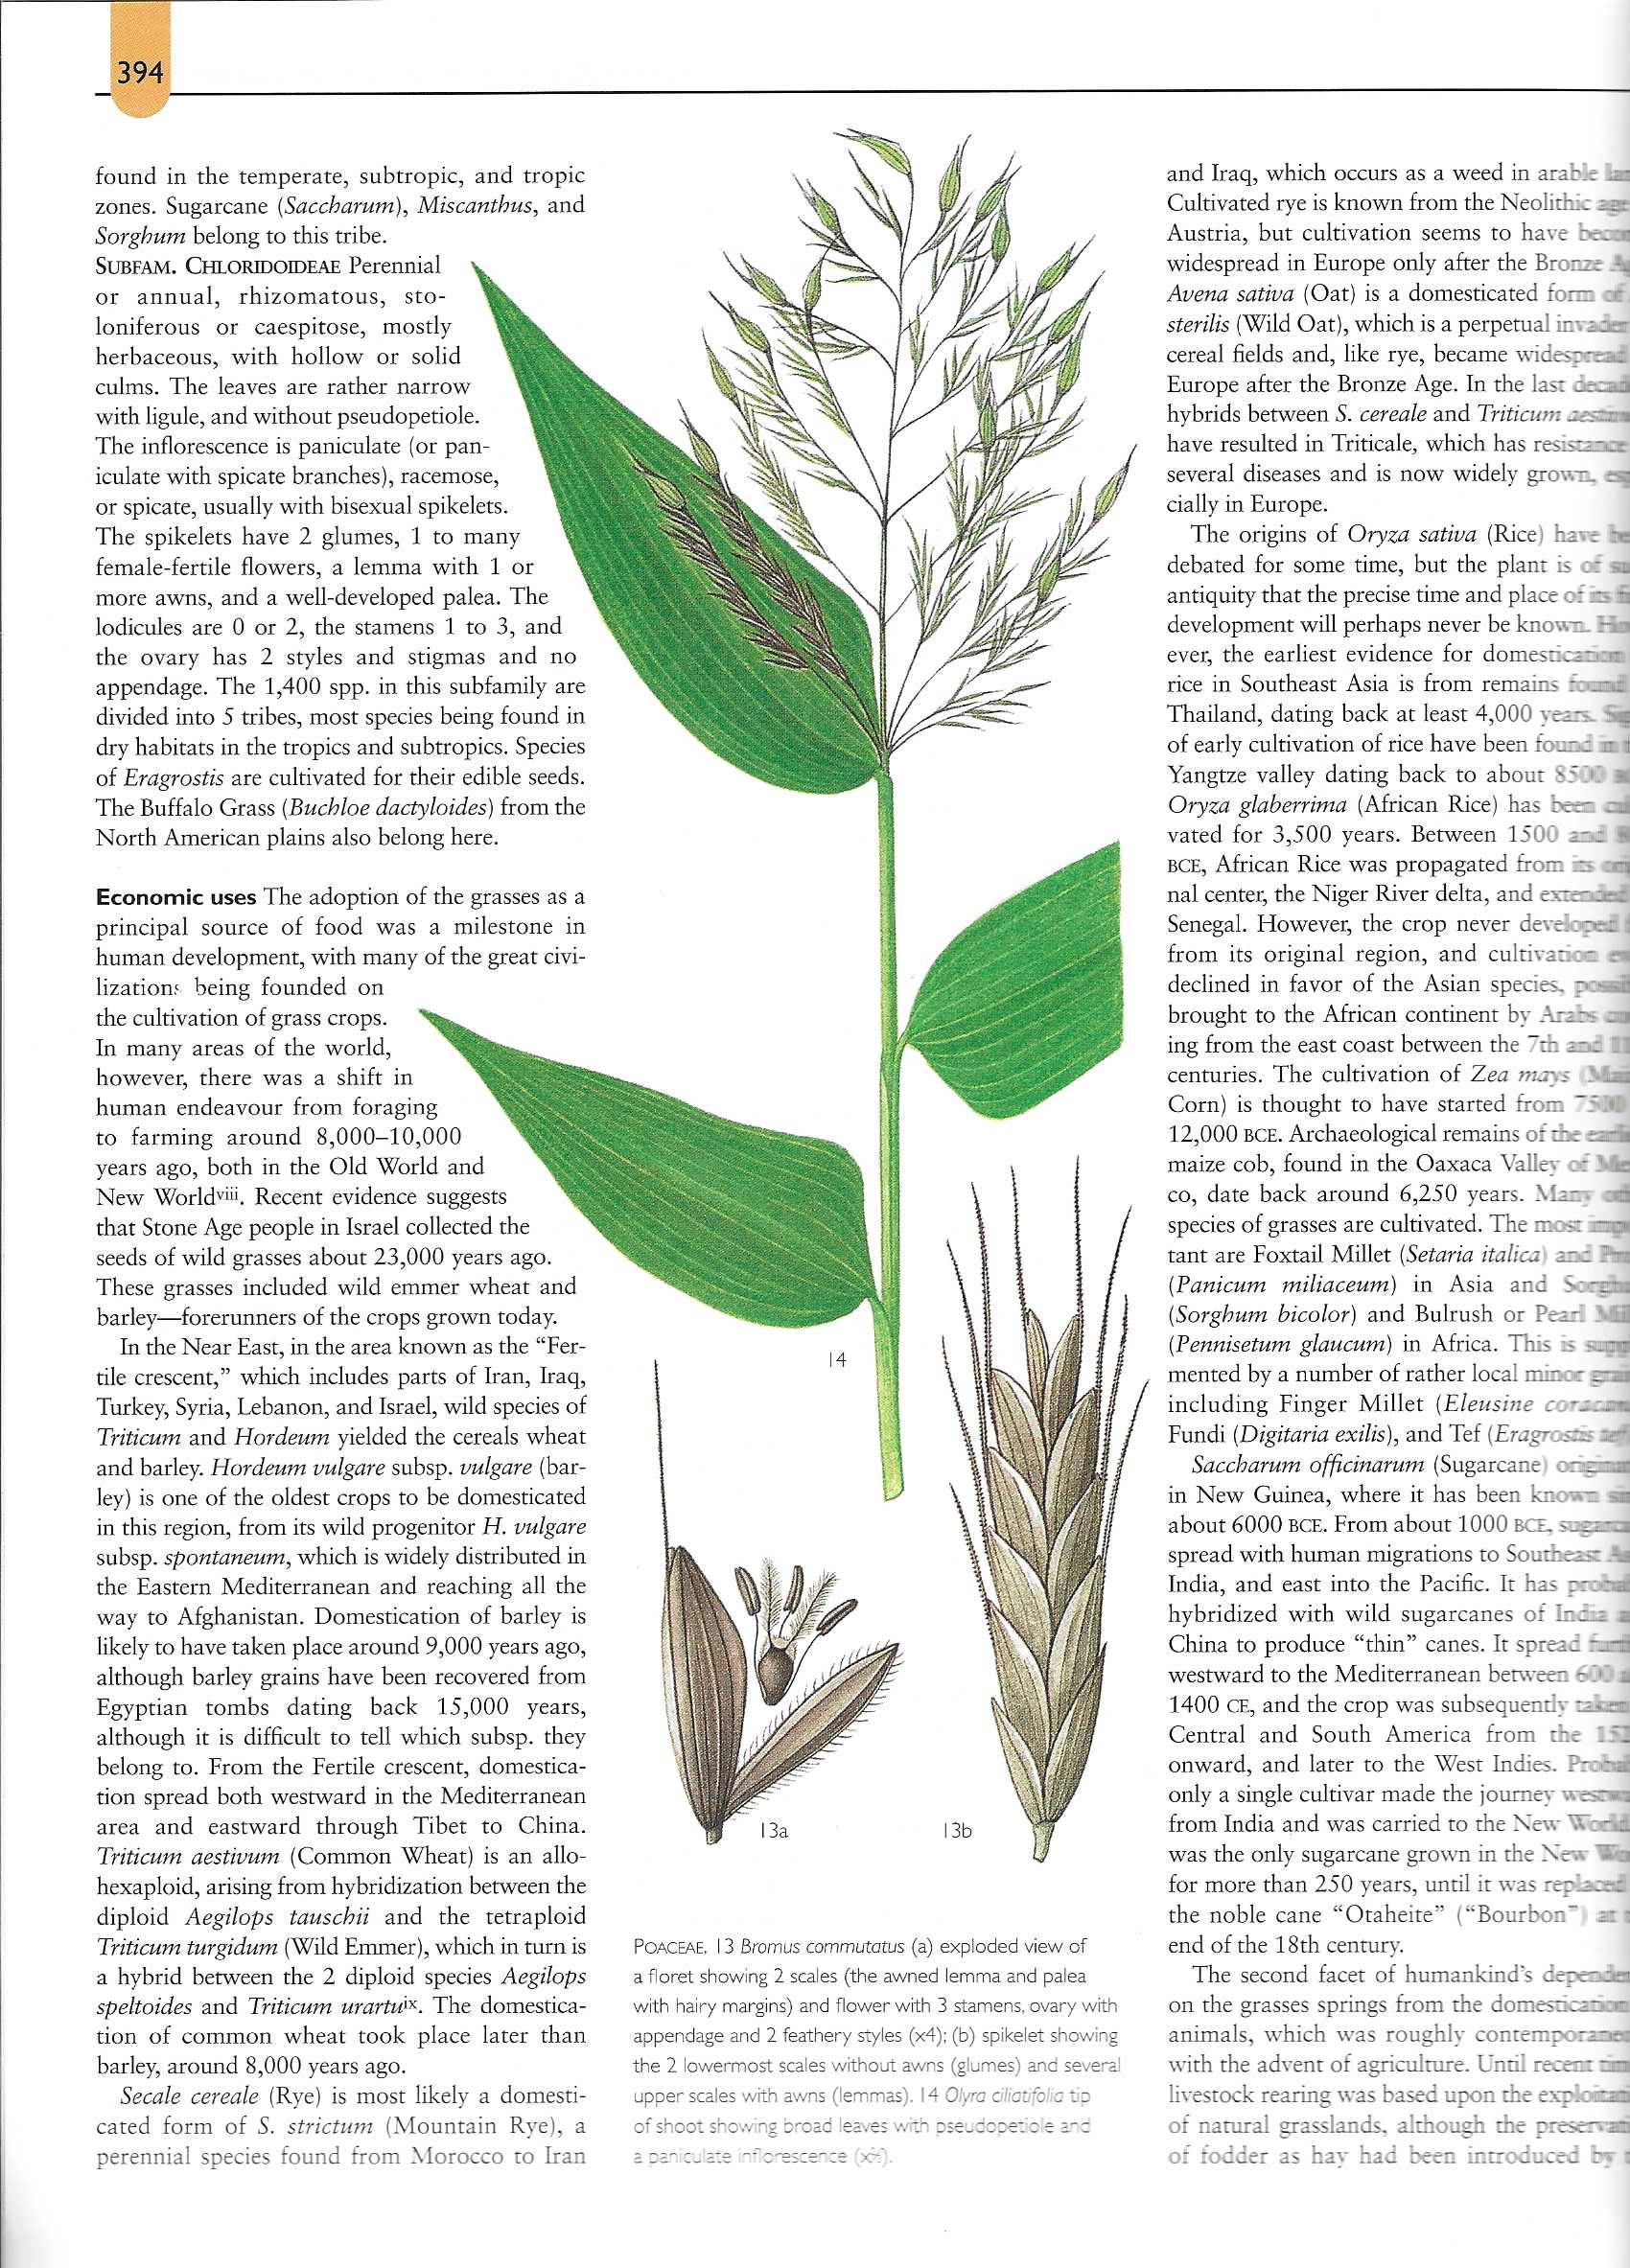 394
found in the temperate, subtropic, and tropic
zones. Sugarcane (Saccharum), Miscanthus, and
Sorghum belong to this tribe.
SUBFAM. CHLORIDOIDEAE Perennial
or annual, rhizomatous, sto-
loniferous or caespitose, mostly
herbaceous, with hollow or solid
culms. The leaves are rather narrow
with ligule, and without pseudopetiole.
The inflorescence is paniculate (or pan-
iculate with spicate branches), racemose,
or spicate, usually with bisexual spikelets.
The spikelets have 2 glumes, 1 to many
female-fertile flowers, a lemma with 1 or
more awns, and a well-developed palea. The
lodicules are 0 or 2, the stamens 1 to 3, and
the ovary has 2 styles and stigmas and no
appendage. The 1,400 spp. in this subfamily are
divided into 5 tribes, most species being found in
dry habitats in the tropics and subtropics. Species
of Eragrostis are cultivated for their edible seeds.
The Buffalo Grass (Buchloe dactyloides) from the
North American plains also belong here.
Economic uses The adoption of the grasses as a
principal source of food was a milestone in
human development, with many of the great civi-
lizations being founded on
the cultivation of grass crops.
In many areas of the world,
however, there was a shift in
human endeavour from foraging
to farming around 8,000–10,000
years ago, both in the Old World and
New Worldviii. Recent evidence suggests
that Stone Age people in Israel collected the
seeds of wild grasses about 23,000 years ago.
These grasses included wild emmer wheat and
barley—forerunners of the crops grown today.
In the Near East, in the area known as the “Fer-
tile crescent,” which includes parts of Iran, Iraq,
Turkey, Syria, Lebanon, and Israel, wild species of
Triticum and Hordeum yielded the cereals wheat
and barley. Hordeum vulgare subsp. vulgare (bar-
ley) is one of the oldest crops to be domesticated
in this region, from its wild progenitor H. vulgare
subsp. spontaneum, which is widely distributed in
the Eastern Mediterranean and reaching all the
way to Afghanistan. Domestication of barley is
likely to have taken place around 9,000 years ago,
although barley grains have been recovered from
Egyptian tombs dating back 15,000 years,
although it is difficult to tell which subsp. they
belong to. From the Fertile crescent, domestica-
tion spread both westward in the Mediterranean
area and eastward through Tibet to China.
Triticum aestivum (Common Wheat) is an allo-
hexaploid, arising from hybridization between the
diploid Aegilops tauschii and the tetraploid
Triticum turgidum (Wild Emmer), which in turn is
a hybrid between the 2 diploid species Aegilops
speltoides and Triticum urartuix. The domestica-
tion of common wheat took place later than
barley, around 8,000 years ago.
Secale cereale (Rye) is most likely a domesti-
cated form of S. strictum (Mountain Rye), a
perennial species found from Morocco to Iran
14
13a
13b
POACEAE. 13 Bromus commutatus (a) exploded view of
a floret showing 2 scales (the awned lemma and palea
with hairy margins) and flower with 3 stamens, ovary with
appendage and 2 feathery styles (x4); (b) spikelet showing
the 2 lowermost scales without awns (glumes) and several
upper scales with awns (lemmas). 14 Olyra ciliatifolia tip
of shoot showing broad leaves with pseudopetiole and
a paniculate inflorescence
and Iraq, which occurs as a weed in arable
Cultivated rye is known from the Neolithic
Austria, but cultivation seems to have
widespread in Europe only after the Bronze
Avena sativa (Oat) is a domesticated form of
sterilis (Wild Oat), which is a perpetual invader
cereal fields and, like rye, became widespread
Europe after the Bronze Age. In the last
hybrids between S. cereale and Triticum
have resulted in Triticale, which has resistance
several diseases and is now widely grown,
cially in Europe.
The origins of Oryza sativa (Rice) have
debated for some time, but the plant is of
antiquity that the precise time and place of its
development will perhaps never be known.
ever, the earliest evidence for domestication
rice in Southeast Asia is from remains found
Thailand, dating back at least 4,000 years.
of early cultivation of rice have been found in
Yangtze valley dating back to about 8500
Oryza glaberrima (African Rice) has been
vated for 3,500 years. Between 1500 and
BCE, African Rice was propagated from its
nal center, the Niger River delta, and extended
Senegal. However, the crop never developed
from its original region, and cultivation
declined in favor of the Asian species,
brought to the African continent by Arabs
ing from the east coast between the 7th and
centuries. The cultivation of Zea mays
Corn) is thought to have started from 7500
12,000 BCE. Archaeological remains of the
maize cob, found in the Oaxaca Valley of
co, date back around 6,250 years. Many
species of grasses are cultivated. The most
tant are Foxtail Millet (Setaria italica) and
(Panicum miliaceum) in Asia and
(Sorghum bicolor) and Bulrush or Pearl
(Pennisetum glaucum) in Africa. This is
mented by a number of rather local minor
including Finger Millet (Eleusine
Fundi (Digitaria exilis), and Tef (Eragrostis
Saccharum officinarum (Sugarcane)
in New Guinea, where it has been known
about 6000 BCE. From about 1000 BCE,
spread with human migrations to Southeast
India, and east into the Pacific. It has
hybridized with wild sugarcanes of India
China to produce “thin” canes. It spread
westward to the Mediterranean between 600
1400 CE, and the crop was subsequently taken
Central and South America from the
onward, and later to the West Indies.
only a single cultivar made the journey
from India and was carried to the New World
was the only sugarcane grown in the New
for more than 250 years, until it was replaced
the noble cane “Otaheite” (“Bourbon”) at
end of the 18th century.
The second facet of humankind’s
on the grasses springs from the domestication
animals, which was roughly
with the advent of agriculture. Until recent
livestock rearing was based upon the
of natural grasslands, although the
of fodder as hay had been introduced by